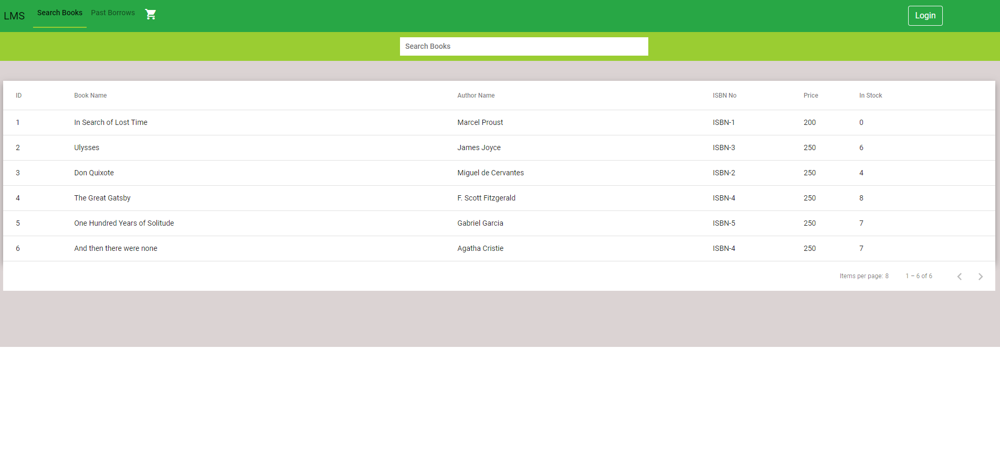 LMS Search Books Past Borrows Login
Search Books
ID Book Name Author Name ISBN No Price In Stock
1 In Search of Lost Time Marcel Proust ISBN-1 200 0
2 Ulysses James Joyce ISBN-3 250 6
3 Don Quixote Miguel de Cervantes ISBN-2 250 4
4 The Great Gatsby F. Scott Fitzgerald ISBN-4 250 8
5 One Hundred Years of Solitude Gabriel Garcia ISBN-5 250 7
6 And then there were none Agatha Cristie ISBN-4 250 7
Items per page: 8 1 – 6 of 6